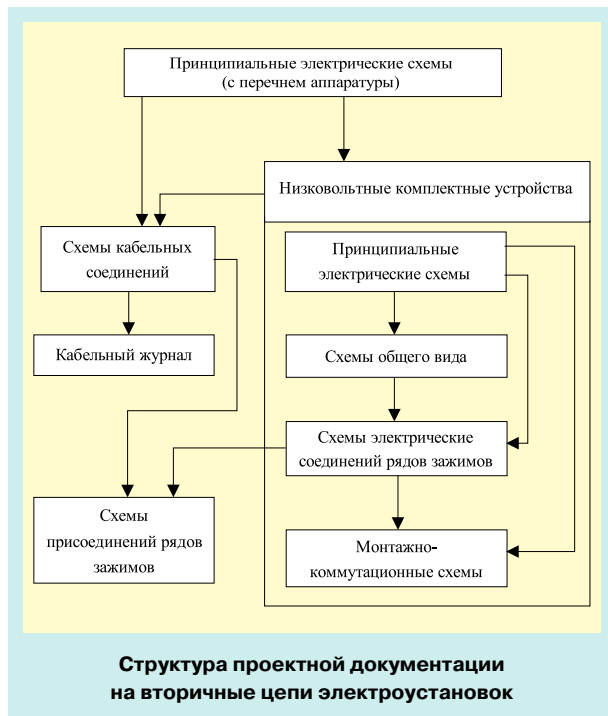 Принципиальные электрические схемы
(с перечнем аппаратуры)
Низковольтные комплектные устройства
Схемы кабельных
соединений
Принципиальные
электрические схемы
Кабельный журнал
Схемы общего вида
Схемы электрические
соединений рядов зажимов
Схемы
присоединений рядов
зажимов
Монтажно-
коммутационные схемы
Структура проектной документации
на вторичные цепи электроустановок